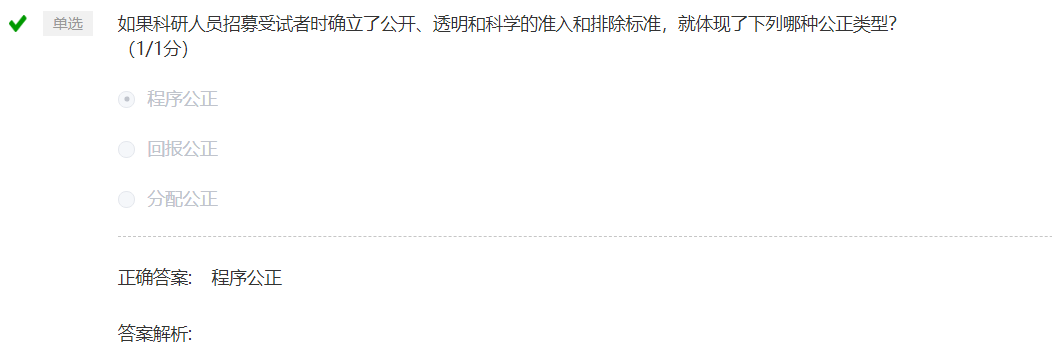 单选 如果科研人员招募受试者时确立了公开、透明和科学的准入和排除标准，就体现了下列哪种公正类型？
（1/1分）
程序公正
回报公正
分配公正
正确答案: 程序公正
答案解析: